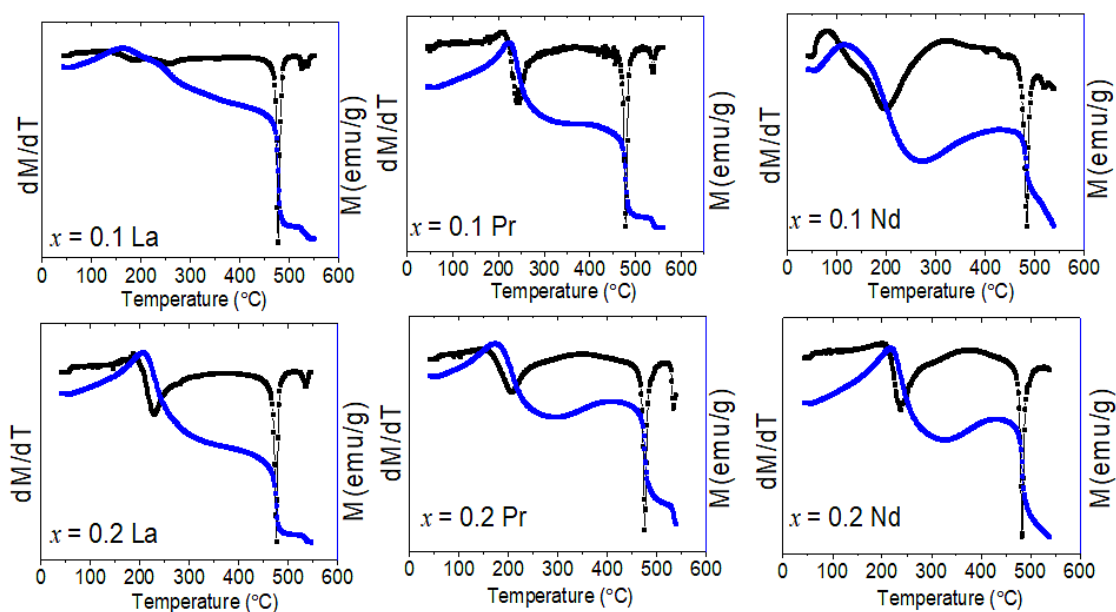 dM/dT
x = 0.1 La
M (emu/g)
0 100 200 300 400 500 600
Temperature (°C)
dM/dT
x = 0.1 Pr
M (emu/g)
0 100 200 300 400 500 600
Temperature (°C)
dM/dT
x = 0.1 Nd
M (emu/g)
0 100 200 300 400 500 600
Temperature (°C)
dM/dT
x = 0.2 La
M (emu/g)
0 100 200 300 400 500 600
Temperature (°C)
dM/dT
x = 0.2 Pr
M (emu/g)
0 100 200 300 400 500 600
Temperature (°C)
dM/dT
x = 0.2 Nd
M (emu/g)
0 100 200 300 400 500 600
Temperature (°C)